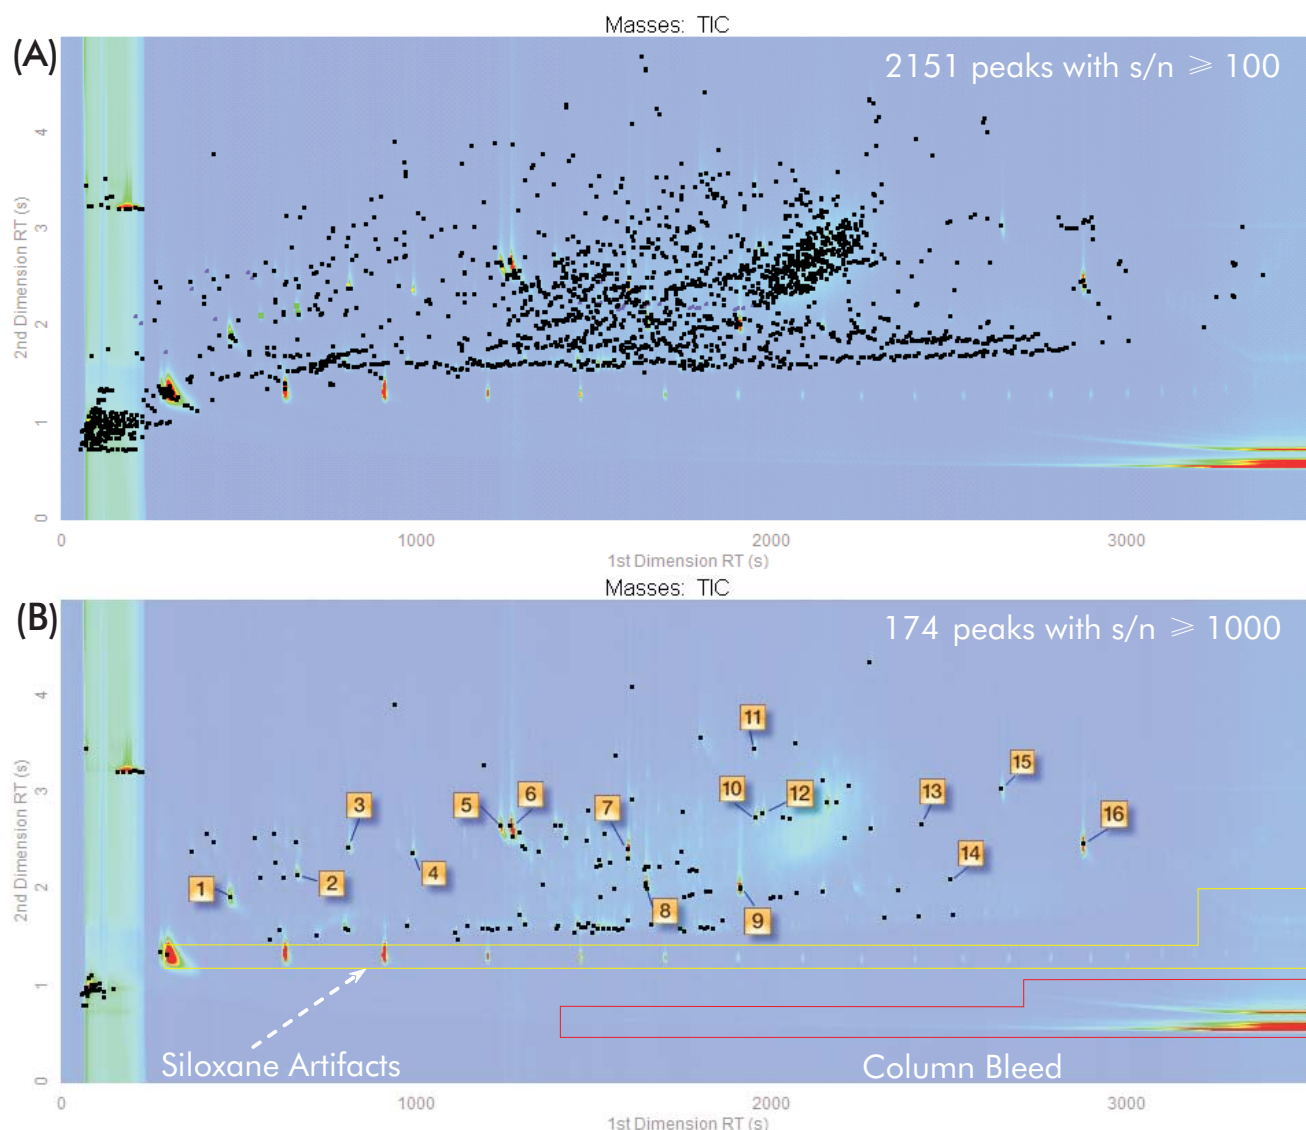 Masses: TIC
(A)
2151 peaks with s/n ⩾ 100
2nd Dimension RT (s)
4
3
2
1
0
0 1000 2000 3000
1st Dimension RT (s)
Masses: TIC
(B)
174 peaks with s/n ⩾ 1000
2nd Dimension RT (s)
4
3
2
1
0
11
15
10 12 13
5 6
7
16
3
4
14
1
2
8
9
Siloxane Artifacts
Column Bleed
0 1000 2000 3000
1st Dimension RT (s)